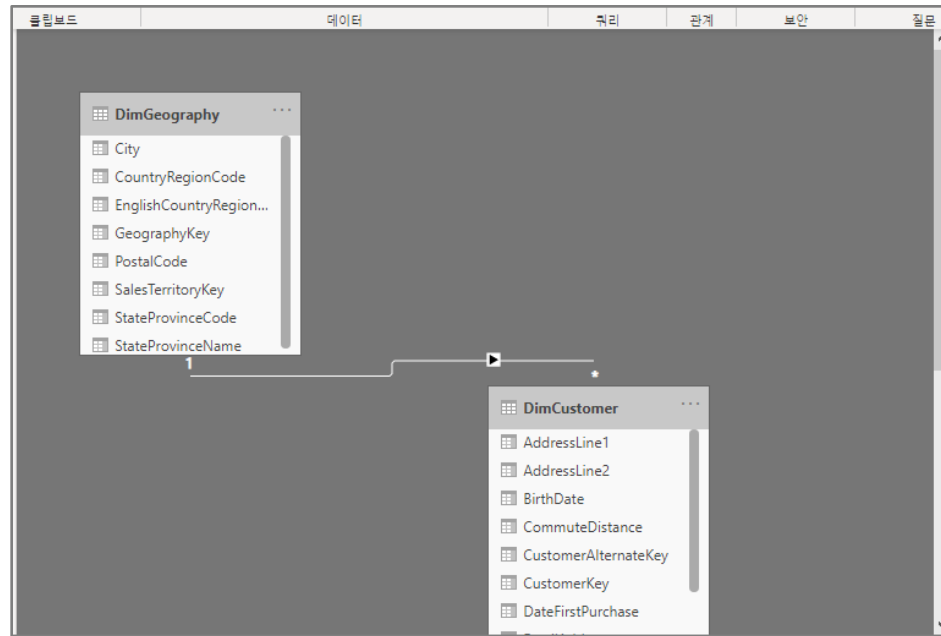 클립보드 데이터 쿼리 관계 보안 질문
DimGeography
City
CountryRegionCode
EnglishCountryRegion...
GeographyKey
PostalCode
SalesTerritoryKey
StateProvinceCode
StateProvinceName
1
*
DimCustomer
AddressLine1
AddressLine2
BirthDate
CommuteDistance
CustomerAlternateKey
CustomerKey
DateFirstPurchase